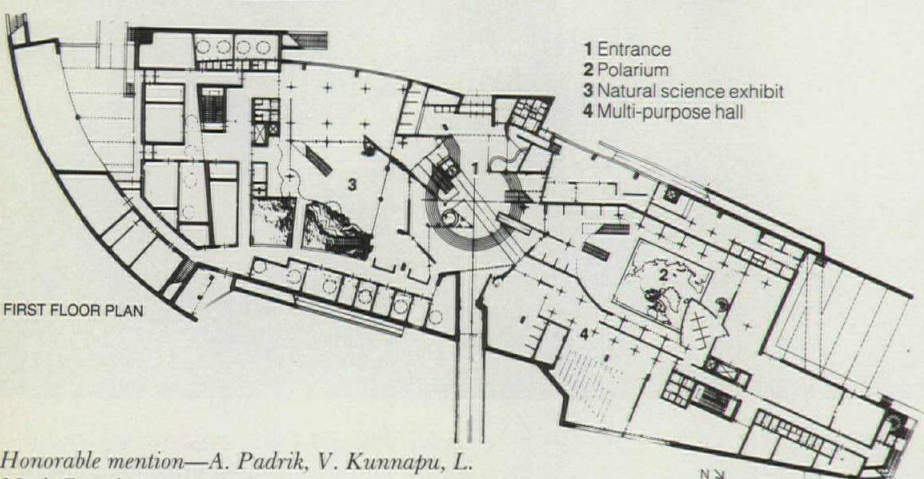 1 Entrance
2 Polarium
3 Natural science exhibit
4 Multi-purpose hall
3
1
2
4
FIRST FLOOR PLAN
Honorable mention—A. Padrik, V. Kunnapu, L.
N